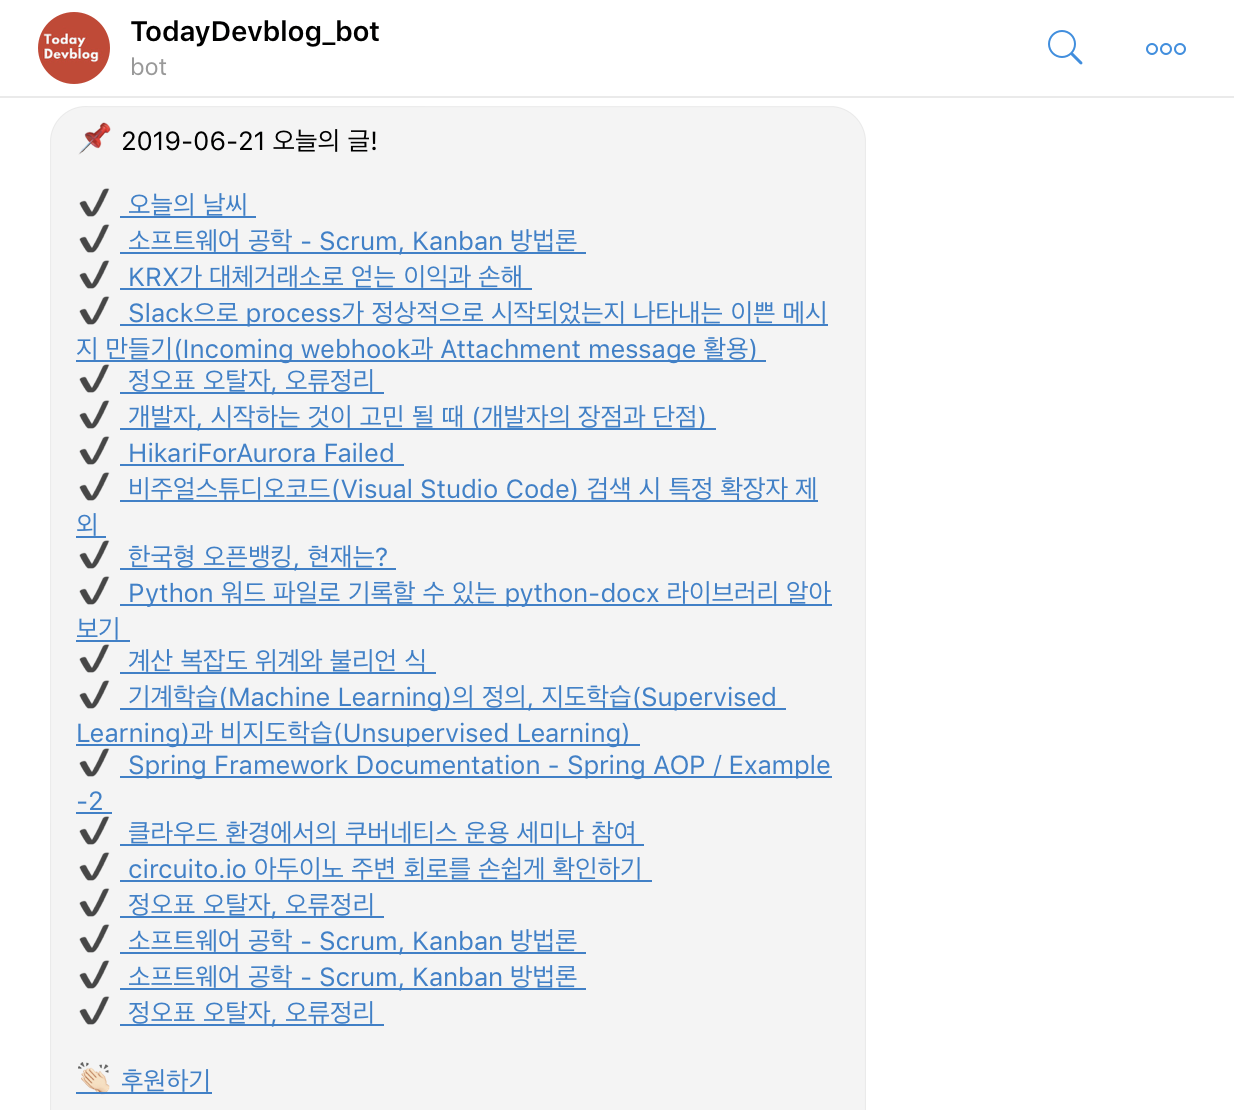 Today
Devblog
TodayDevblog_bot
bot
📌 2019-06-21 오늘의 글!
✔ 오늘의 날씨
✔ 소프트웨어 공학 - Scrum, Kanban 방법론
✔ KRX가 대체거래소로 얻는 이익과 손해
✔ Slack으로 process가 정상적으로 시작되었는지 나타내는 이쁜 메시
지 만들기(Incoming webhook과 Attachment message 활용)
✔ 정오표 오탈자, 오류정리
✔ 개발자, 시작하는 것이 고민 될 때 (개발자의 장점과 단점)
✔ HikariForAurora Failed
✔ 비주얼스튜디오코드(Visual Studio Code) 검색 시 특정 확장자 제
외
✔ 한국형 오픈뱅킹, 현재는?
✔ Python 워드 파일로 기록할 수 있는 python-docx 라이브러리 알아
보기
✔ 계산 복잡도 위계와 불리언 식
✔ 기계학습(Machine Learning)의 정의, 지도학습(Supervised
Learning)과 비지도학습(Unsupervised Learning)
✔ Spring Framework Documentation - Spring AOP / Example
-2
✔ 클라우드 환경에서의 쿠버네티스 운용 세미나 참여
✔ circuito.io 아두이노 주변 회로를 손쉽게 확인하기
✔ 정오표 오탈자, 오류정리
✔ 소프트웨어 공학 - Scrum, Kanban 방법론
✔ 소프트웨어 공학 - Scrum, Kanban 방법론
✔ 정오표 오탈자, 오류정리
👏🏻 후원하기